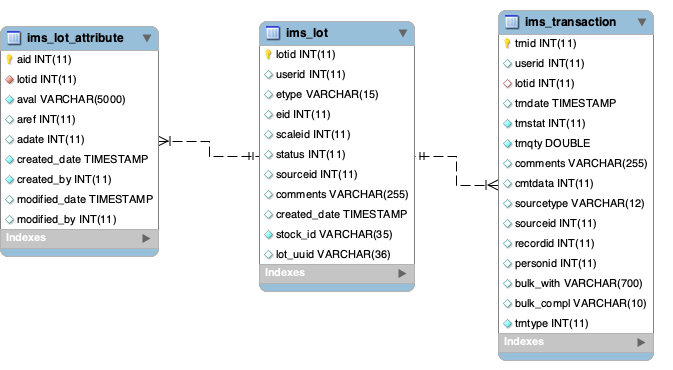 ims_lot_attribute
aid INT(11)
lotid INT(11)
aval VARCHAR(5000)
aref INT(11)
adate INT(11)
created_date TIMESTAMP
created_by INT(11)
modified_date TIMESTAMP
modified_by INT(11)
Indexes
ims_lot
lotid INT(11)
userid INT(11)
etype VARCHAR(15)
eid INT(11)
scaleid INT(11)
status INT(11)
sourceid INT(11)
comments VARCHAR(255)
created_date TIMESTAMP
stock_id VARCHAR(35)
lot_uuid VARCHAR(36)
Indexes
ims_transaction
trnid INT(11)
userid INT(11)
lotid INT(11)
trndate TIMESTAMP
trnstat INT(11)
trnqty DOUBLE
comments VARCHAR(255)
cmtdata INT(11)
sourcetype VARCHAR(12)
sourceid INT(11)
recordid INT(11)
personid INT(11)
bulk_with VARCHAR(700)
bulk_compl VARCHAR(10)
trntype INT(11)
Indexes